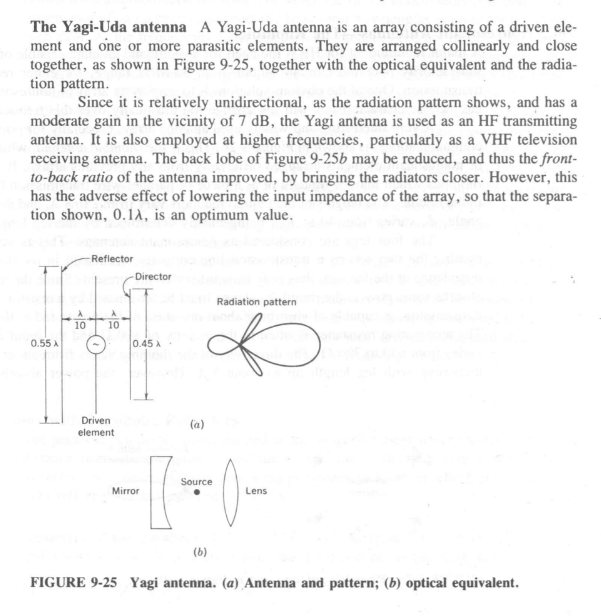 The Yagi-Uda antenna A Yagi-Uda antenna is an array consisting of a driven ele-
ment and one or more parasitic elements. They are arranged collinearly and close
together, as shown in Figure 9-25, together with the optical equivalent and the radia-
tion pattern.
Since it is relatively unidirectional, as the radiation pattern shows, and has a
moderate gain in the vicinity of 7 dB, the Yagi antenna is used as an HF transmitting
antenna. It is also employed at higher frequencies, particularly as a VHF television
receiving antenna. The back lobe of Figure 9-25b may be reduced, and thus the front-
to-back ratio of the antenna improved, by bringing the radiators closer. However, this
has the adverse effect of lowering the input impedance of the array, so that the separa-
tion shown, 0.1λ, is an optimum value.
Reflector
Director
λ
10
λ
10
0.55 λ
0.45 λ
~
Radiation pattern
Driven
element
(a)
Mirror
Source
Lens
(b)
FIGURE 9-25 Yagi antenna. (a) Antenna and pattern; (b) optical equivalent.